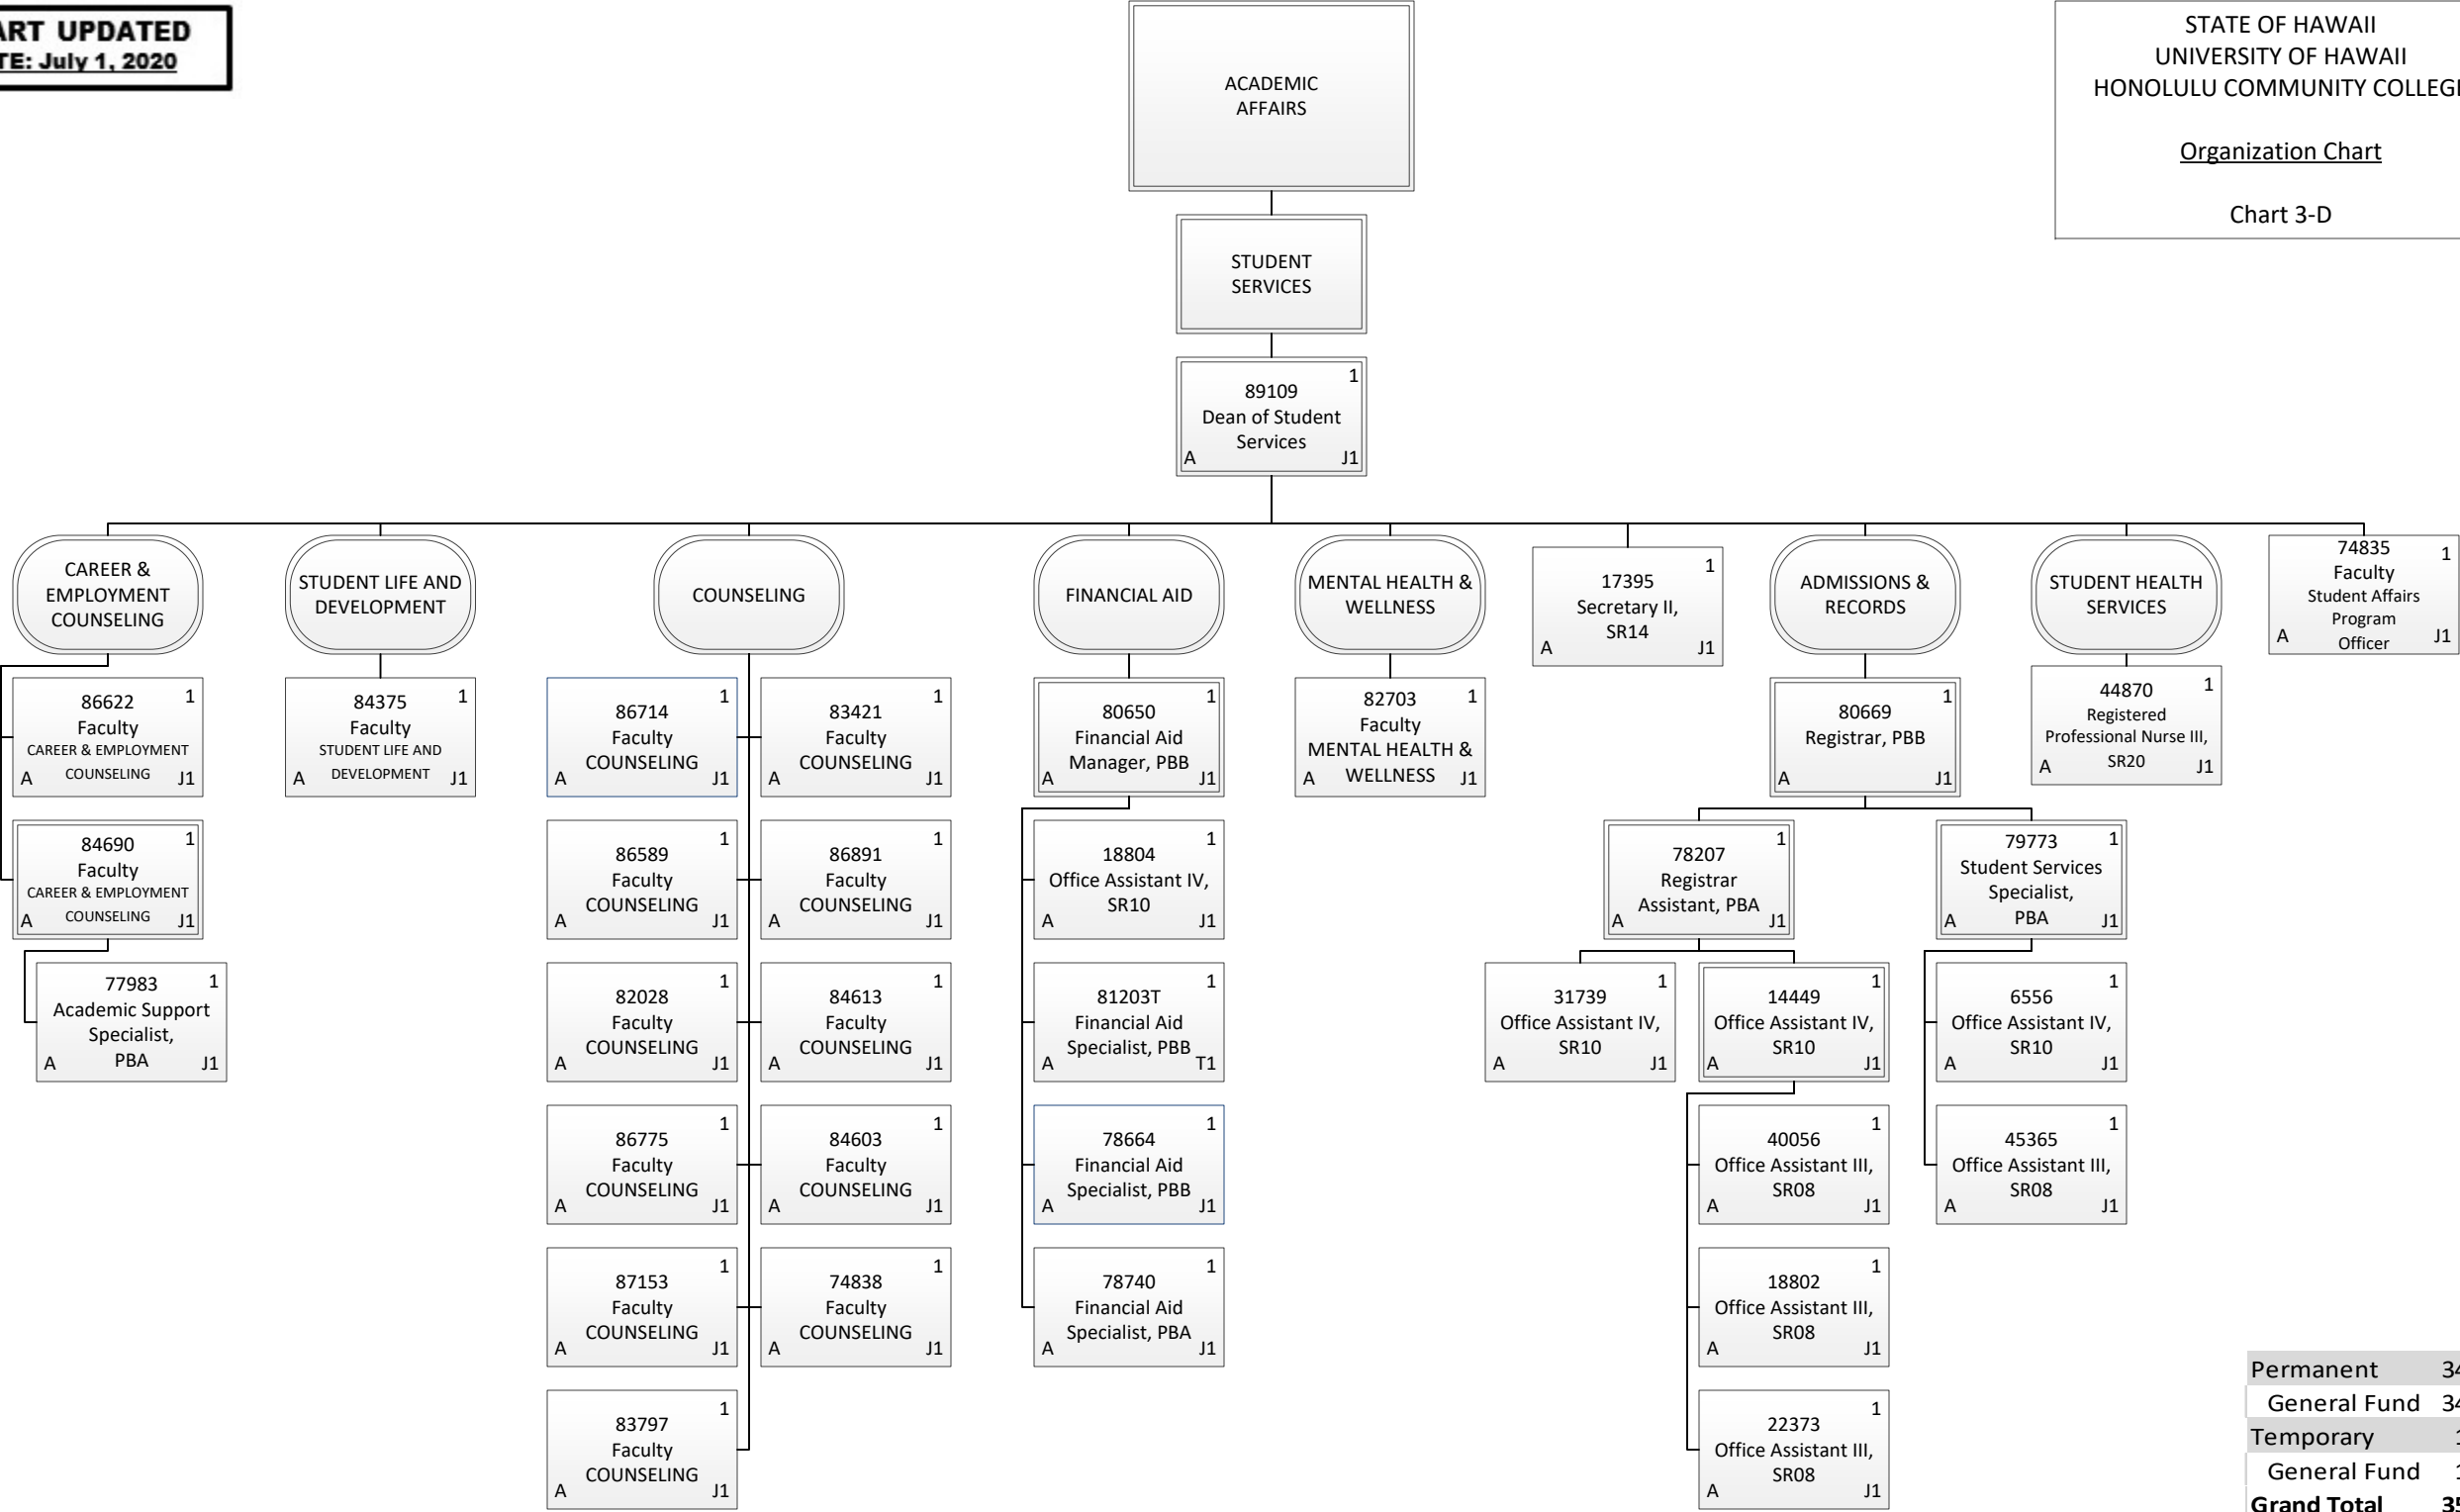 ART UPDATED
TE: July 1, 2020
ACADEMIC
AFFAIRS
STATE OF HAWAII
UNIVERSITY OF HAWAII
HONOLULU COMMUNITY COLLEGE
Organization Chart
Chart 3-D
STUDENT
SERVICES
1
89109
Dean of Student
Services
A J1
CAREER &
EMPLOYMENT
COUNSELING
STUDENT LIFE AND
DEVELOPMENT
COUNSELING
FINANCIAL AID
MENTAL HEALTH &
WELLNESS
17395 1
Secretary II,
SR14
A J1
ADMISSIONS &
RECORDS
STUDENT HEALTH
SERVICES
74835 1
Faculty
Student Affairs
Program
Officer
A J1
86622 1
Faculty
CAREER & EMPLOYMENT
COUNSELING
A J1
84690 1
Faculty
CAREER & EMPLOYMENT
COUNSELING
A J1
77983 1
Academic Support
Specialist,
PBA
A J1
84375 1
Faculty
STUDENT LIFE AND
DEVELOPMENT
A J1
86714 1
Faculty
COUNSELING
A J1
83421 1
Faculty
COUNSELING
A J1
86589 1
Faculty
COUNSELING
A J1
86891 1
Faculty
COUNSELING
A J1
82028 1
Faculty
COUNSELING
A J1
84613 1
Faculty
COUNSELING
A J1
86775 1
Faculty
COUNSELING
A J1
84603 1
Faculty
COUNSELING
A J1
87153 1
Faculty
COUNSELING
A J1
74838 1
Faculty
COUNSELING
A J1
83797 1
Faculty
COUNSELING
A J1
80650 1
Financial Aid
Manager, PBB
A J1
18804 1
Office Assistant IV,
SR10
A J1
81203T 1
Financial Aid
Specialist, PBB
A T1
78664 1
Financial Aid
Specialist, PBB
A J1
78740 1
Financial Aid
Specialist, PBA
A J1
82703 1
Faculty
MENTAL HEALTH &
WELLNESS
A J1
80669 1
Registrar, PBB
A J1
78207 1
Registrar
Assistant, PBA
A J1
31739 1
Office Assistant IV,
SR10
A J1
14449 1
Office Assistant IV,
SR10
A J1
40056 1
Office Assistant III,
SR08
A J1
18802 1
Office Assistant III,
SR08
A J1
22373 1
Office Assistant III,
SR08
A J1
79773 1
Student Services
Specialist,
PBA
A J1
6556 1
Office Assistant IV,
SR10
A J1
45365 1
Office Assistant III,
SR08
A J1
44870 1
Registered
Professional Nurse III,
SR20
A J1
Permanent 34
General Fund 34
Temporary 1
General Fund 1
Grand Total 35